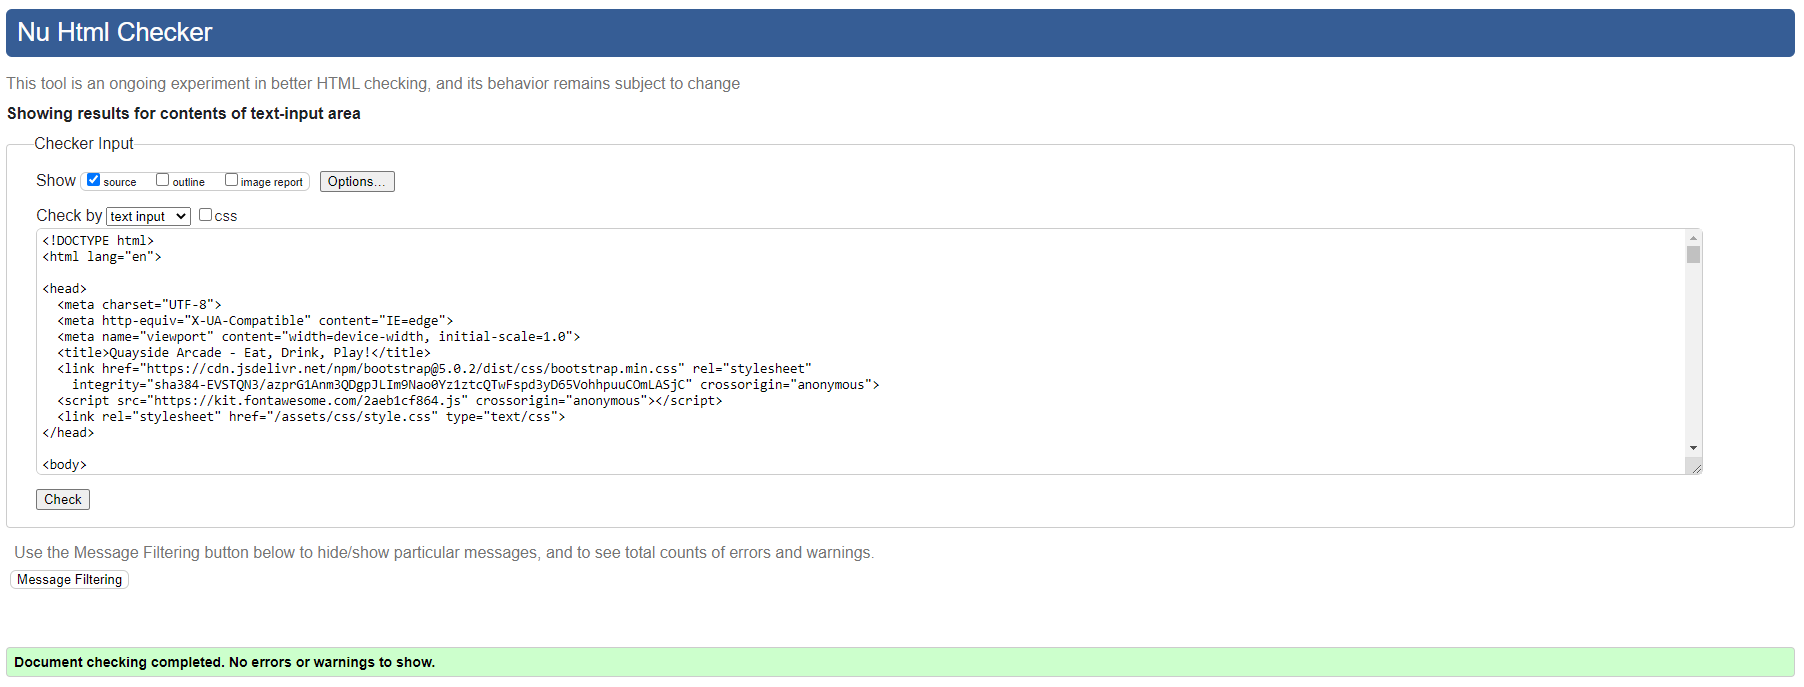 Nu Html Checker
This tool is an ongoing experiment in better HTML checking, and its behavior remains subject to change
Showing results for contents of text-input area
Checker Input
Show source outline image report Options...
Check by text input css
<!DOCTYPE html>
<html lang="en">
<head>
<meta charset="UTF-8">
<meta http-equiv="X-UA-Compatible" content="IE=edge">
<meta name="viewport" content="width=device-width, initial-scale=1.0">
<title>Quayside Arcade - Eat, Drink, Play!</title>
<link href="https://cdn.jsdelivr.net/npm/bootstrap@5.0.2/dist/css/bootstrap.min.css" rel="stylesheet"
integrity="sha384-EVSTQN3/azprG1Anm3QDgpJLIm9Nao0Yz1ztcQTwFspd3yD65VohhpuuCOmLASjC" crossorigin="anonymous">
<script src="https://kit.fontawesome.com/2aeb1cf864.js" crossorigin="anonymous"></script>
<link rel="stylesheet" href="/assets/css/style.css" type="text/css">
</head>
<body>
Check
Use the Message Filtering button below to hide/show particular messages, and to see total counts of errors and warnings.
Message Filtering
Document checking completed. No errors or warnings to show.